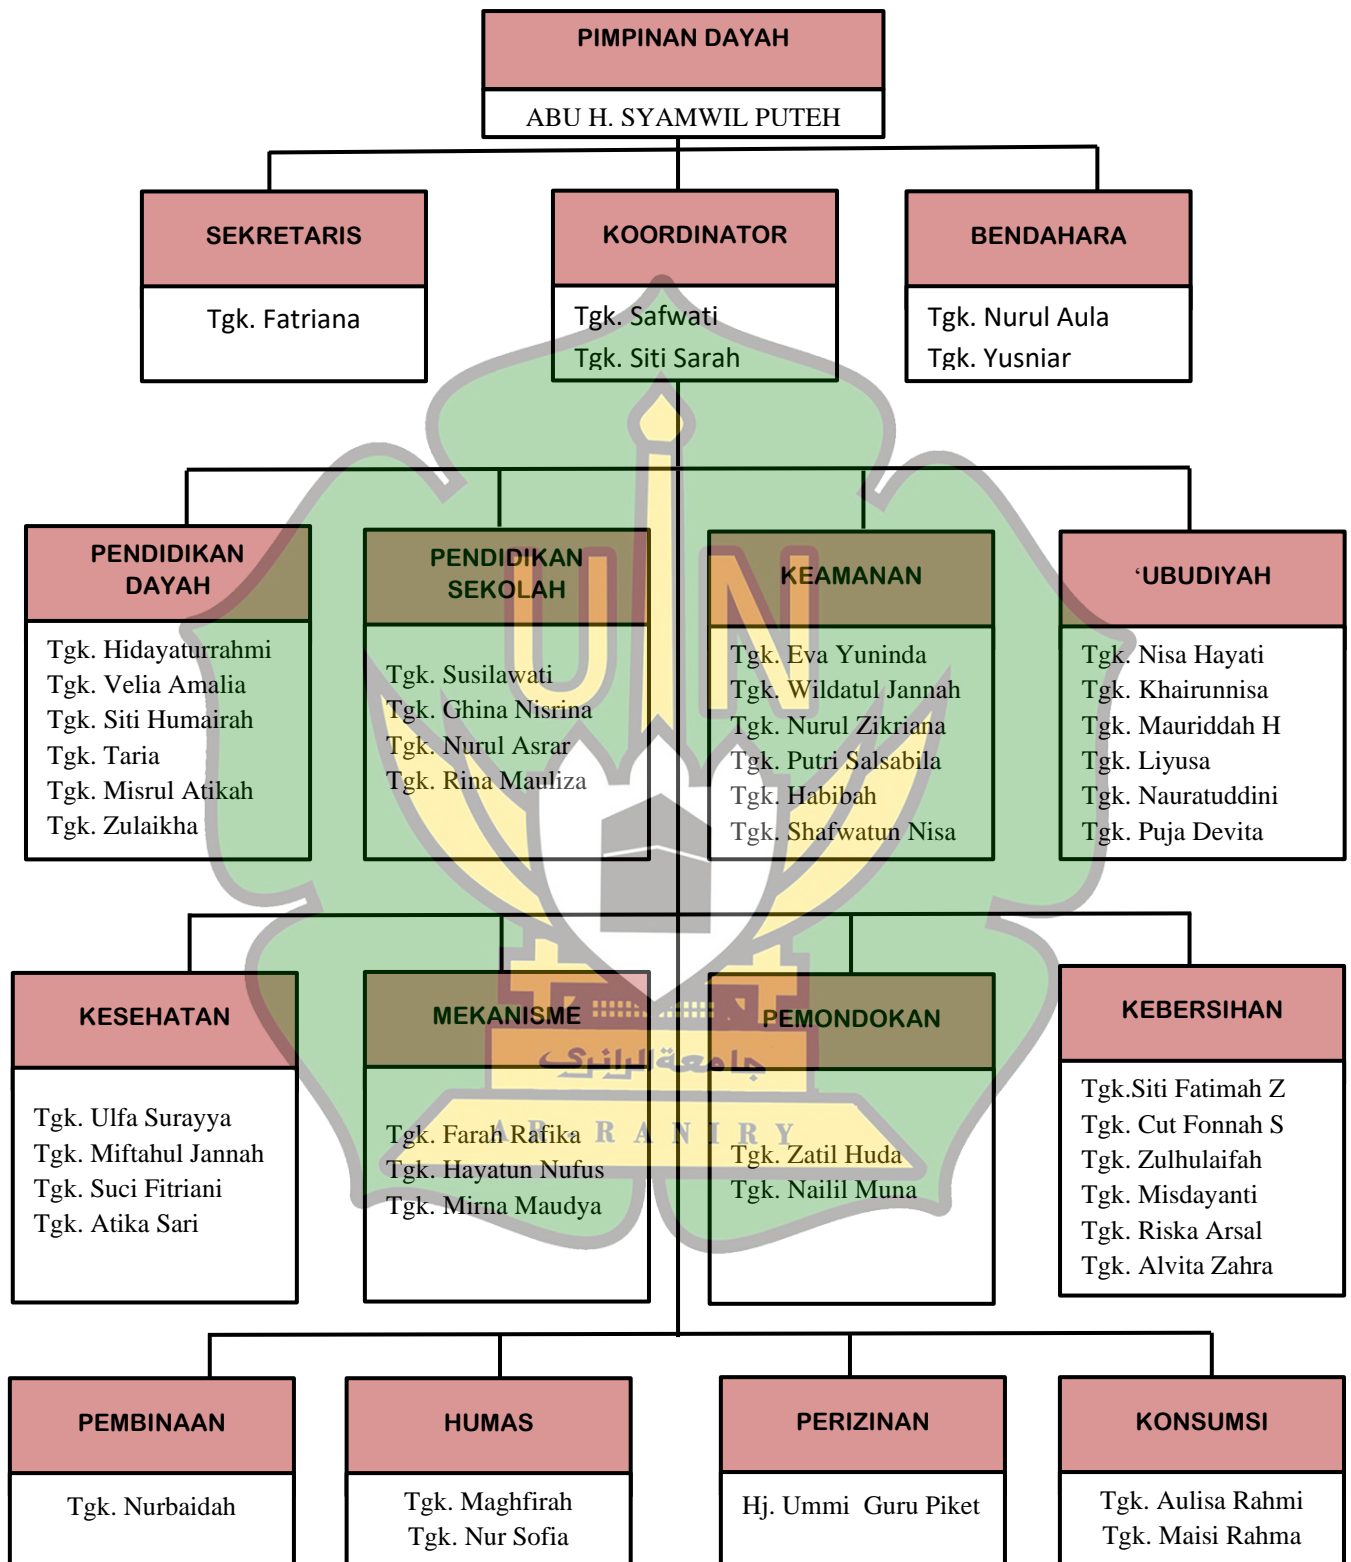 PIMPINAN DAYAH
ABU H. SYAMWIL PUTEH
SEKRETARIS
Tgk. Fatriana
KOORDINATOR
Tgk. Safwati
Tgk. Siti Sarah
BENDAHARA
Tgk. Nurul Aula
Tgk. Yusniar
PENDIDIKAN
DAYAH
Tgk. Hidayaturrahmi
Tgk. Velia Amalia
Tgk. Siti Humairah
Tgk. Taria
Tgk. Misrul Atikah
Tgk. Zulaikha
PENDIDIKAN
SEKOLAH
Tgk. Susilawati
Tgk. Ghina Nisrina
Tgk. Nurul Asrar
Tgk. Rina Mauliza
KEAMANAN
Tgk. Eva Yuninda
Tgk. Wildatul Jannah
Tgk. Nurul Zikriana
Tgk. Putri Salsabila
Tgk. Habibah
Tgk. Shafwatun Nisa
‘UBUDIYAH
Tgk. Nisa Hayati
Tgk. Khairunnisa
Tgk. Mauriddah H
Tgk. Liyusa
Tgk. Nauratuddini
Tgk. Puja Devita
UIN
KESEHATAN
Tgk. Ulfa Surayya
Tgk. Miftahul Jannah
Tgk. Suci Fitriani
Tgk. Atika Sari
MEKANISME
Tgk. Farah Rafika
Tgk. Hayatun Nufus
Tgk. Mirna Maudya
PEMONDOKAN
Tgk. Zatil Huda
Tgk. Nailil Muna
KEBERSIHAN
Tgk.Siti Fatimah Z
Tgk. Cut Fonnah S
Tgk. Zulhulaifah
Tgk. Misdayanti
Tgk. Riska Arsal
Tgk. Alvita Zahra
جامعة الرانري
AR-RANIRY
PEMBINAAN
Tgk. Nurbaidah
HUMAS
Tgk. Maghfirah
Tgk. Nur Sofia
PERIZINAN
Hj. Ummi  Guru Piket
KONSUMSI
Tgk. Aulisa Rahmi
Tgk. Maisi Rahma